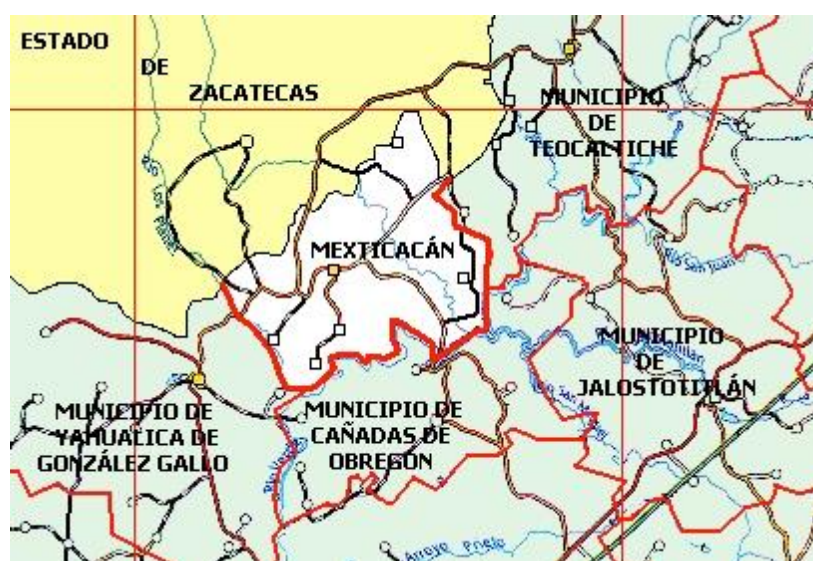 ESTADO
DE
ZACATECAS
MUNICIPIO
DE
TEOCALTICHE
MEXTICACÁN
Río San Juan
MUNICIPIO
DE
JALOSTOTITLÁN
MUNICIPIO DE
YAHUALICA DE
GONZÁLEZ GALLO
MUNICIPIO DE
CAÑADAS DE
OBREGÓN
Arroyo Prieto